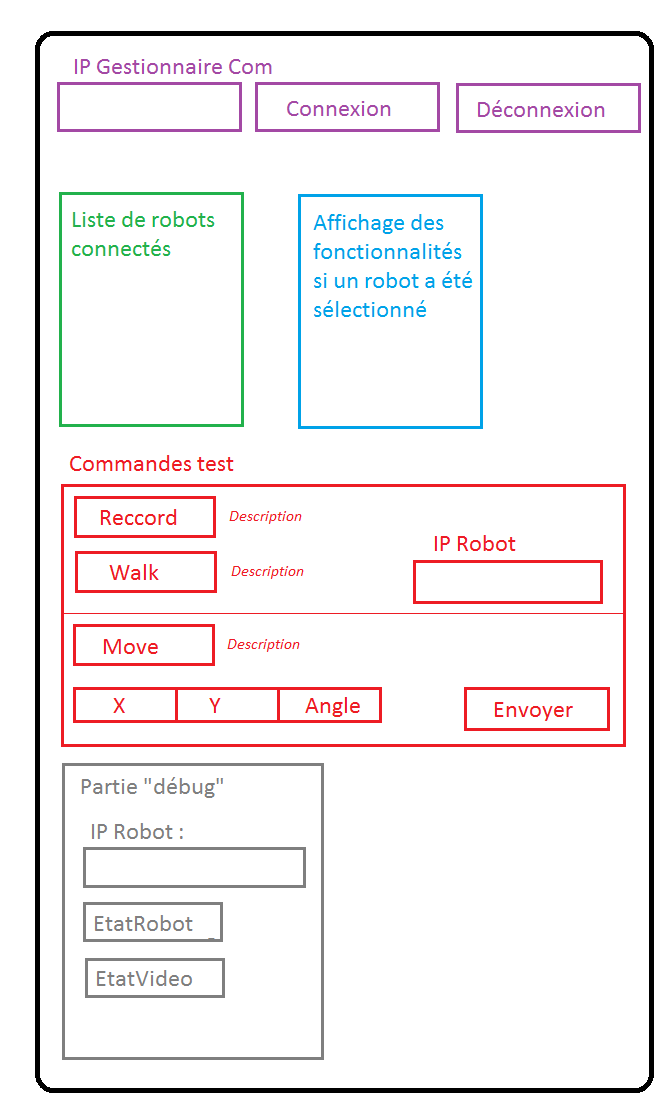 IP Gestionnaire Com
Connexion
Déconnexion
Liste de robots
connectés
Affichage des
fonctionnalités
si un robot a été
sélectionné
Commandes test
Reccord
Description
Walk
Description
IP Robot
Move
Description
X
Y
Angle
Envoyer
Partie "débug"
IP Robot :
EtatRobot
EtatVideo